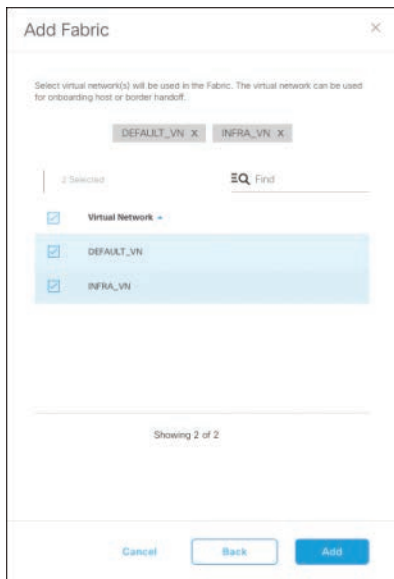 Add Fabric
Select virtual network(s) will be used in the Fabric. The virtual network can be used
for onboarding host or border handoff.
DEFAULT_VN X INFRA_VN X
2 Selected Find
Virtual Network
DEFAULT_VN
INFRA_VN
Showing 2 of 2
Cancel Back Add